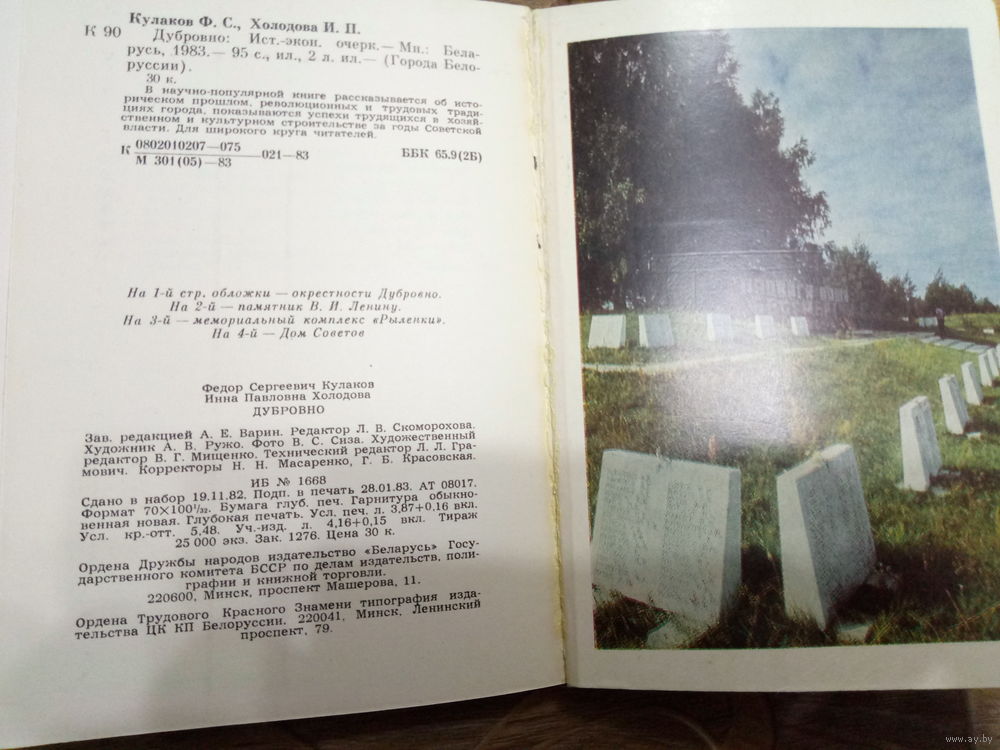 Кулаков Ф. С., Холодова И. П.
К 90 Дубровно: Ист.-экон. очерк.— Мн.: Бела-
русь, 1983.— 95 с., ил., 2 л. ил.— (Города Бело-
руссии).
30 к.
В научно-популярной книге рассказывается об исто-
рическом прошлом, революционных и трудовых тради-
циях города, показываются успехи трудящихся в хозяй-
ственном и культурном строительстве за годы Советской
власти. Для широкого круга читателей.
К 0802010207—075
М 301(05)—83 021—83 ББК 65.9(2Б)
На 1-й стр. обложки — окрестности Дубровно.
На 2-й — памятник В. И. Ленину.
На 3-й — мемориальный комплекс «Рыленки».
На 4-й — Дом Советов
Федор Сергеевич Кулаков
Инна Павловна Холодова
ДУБРОВНО
Зав. редакцией А. Е. Варин. Редактор Л. В. Скоморохова.
Художник А. В. Ружо. Фото В. С. Сиза. Художественный
редактор В. Г. Мищенко. Технический редактор Л. Л. Гра-
мович. Корректоры Н. Н. Масаренко, Г. Б. Красовская.
ИБ № 1668
Сдано в набор 19.11.82. Подп. в печать 28.01.83. АТ 08017.
Формат 70×100¹/₃₂. Бумага глуб. печ. Гарнитура обыкно-
венная новая. Глубокая печать. Усл. печ. л. 3,87+0,16 вкл.
Усл. кр.-отт. 5,48. Уч.-изд. л. 4,16+0,15 вкл. Тираж
25 000 экз. Зак. 1276. Цена 30 к.
Ордена Дружбы народов издательство «Беларусь» Госу-
дарственного комитета БССР по делам издательств, поли-
графии и книжной торговли.
220600, Минск, проспект Машерова, 11.
Ордена Трудового Красного Знамени типография изда-
тельства ЦК КП Белоруссии. 220041, Минск, Ленинский
проспект, 79.
www.ay.by